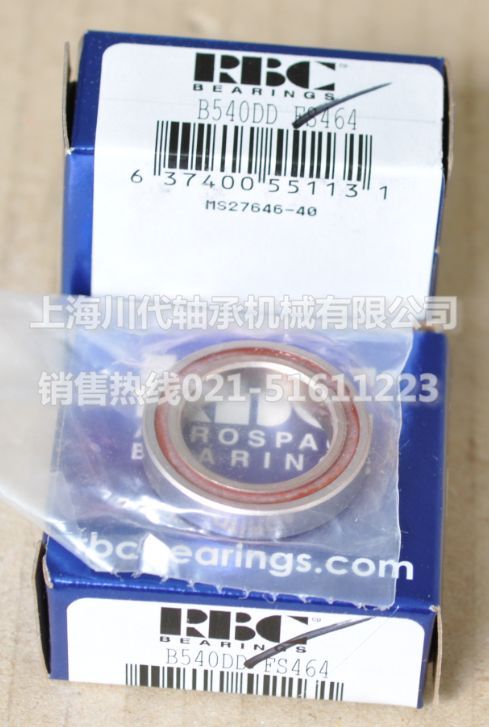 RBC
BEARINGS
B540DD FS464
6 37400 55113 1
MS27646-40
上海川代轴承机械有限公司
销售热线021-51611223
ROSPA
ARIN
rbcbearings.com
RBC
BEARINGS
B540DD FS464